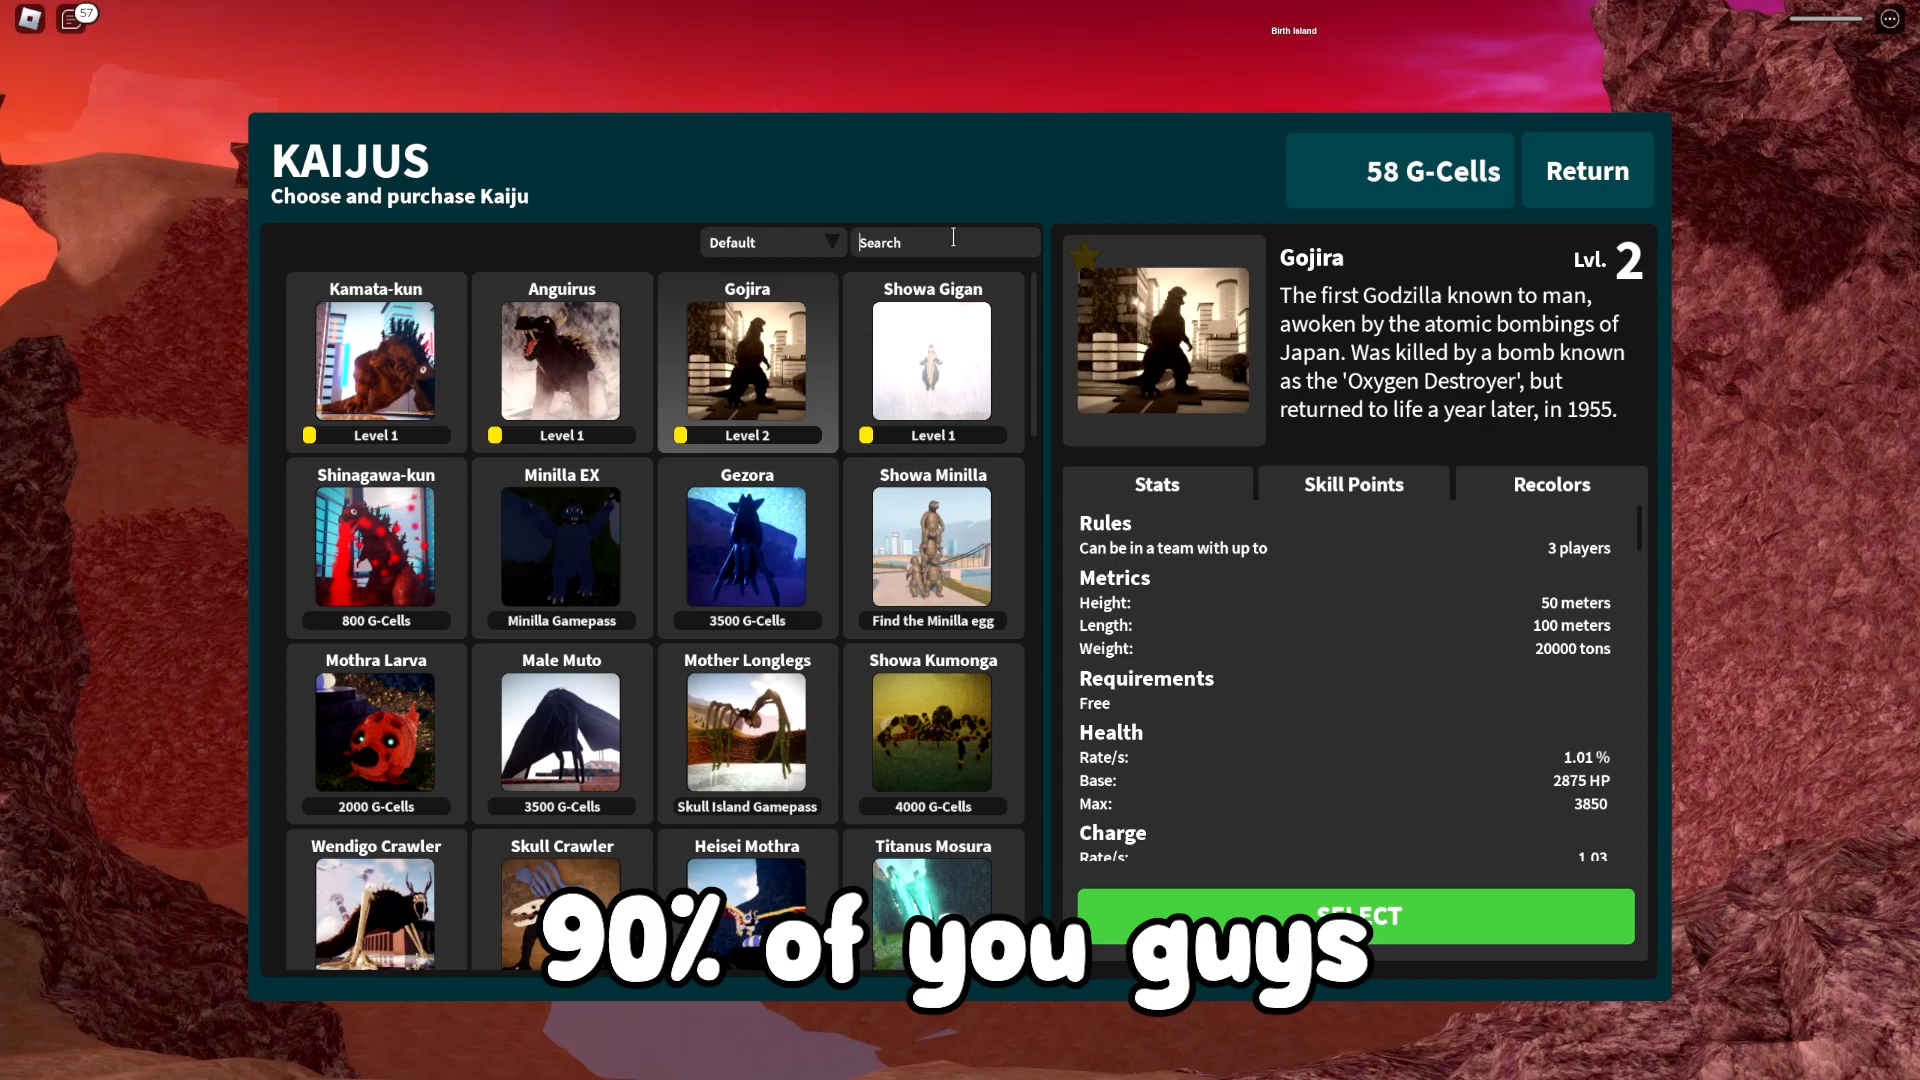 57
Birth Island
KAIJUS
Choose and purchase Kaiju
58 G-Cells
Return
Default
Search
Kamata-kun
Anguirus
Gojira
Showa Gigan
Level 1
Level 1
Level 2
Level 1
Shinagawa-kun
Minilla EX
Gezora
Showa Minilla
800 G-Cells
Minilla Gamepass
3500 G-Cells
Find the Minilla egg
Mothra Larva
Male Muto
Mother Longlegs
Showa Kumonga
2000 G-Cells
3500 G-Cells
Skull Island Gamepass
4000 G-Cells
Wendigo Crawler
Skull Crawler
Heisei Mothra
Titanus Mosura
Gojira
Lvl. 2
The first Godzilla known to man,
awoken by the atomic bombings of
Japan. Was killed by a bomb known
as the 'Oxygen Destroyer', but
returned to life a year later, in 1955.
Stats
Skill Points
Recolors
Rules
Can be in a team with up to 3 players
Metrics
Height: 50 meters
Length: 100 meters
Weight: 20000 tons
Requirements
Free
Health
Rate/s: 1.01 %
Base: 2875 HP
Max: 3850
Charge
Rate/s: 1.03
SELECT
90% of you guys